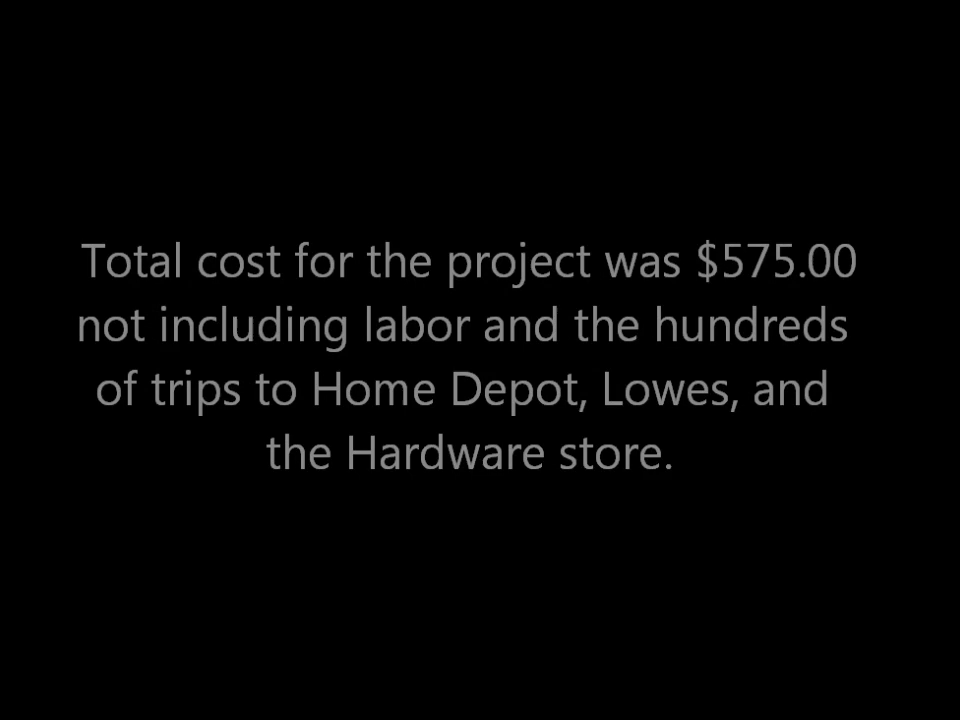 Total cost for the project was $575.00
not including labor and the hundreds
of trips to Home Depot, Lowes, and
the Hardware store.